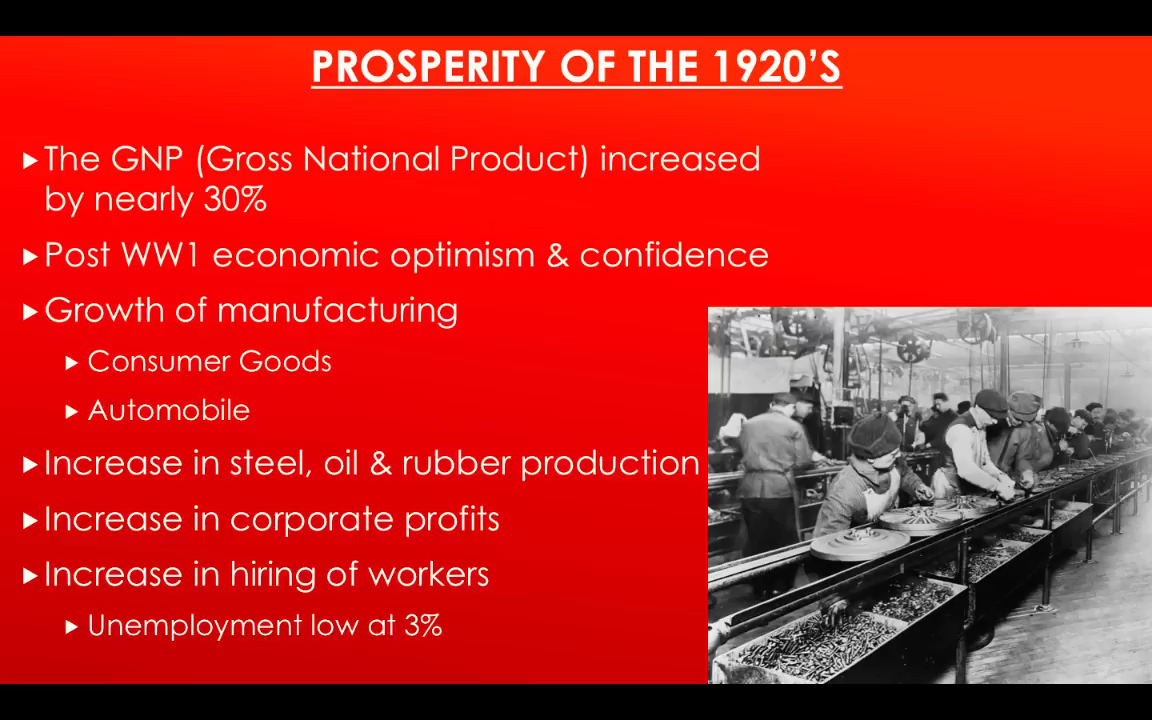 PROSPERITY OF THE 1920’S
The GNP (Gross National Product) increased
by nearly 30%
Post WW1 economic optimism & confidence
Growth of manufacturing
Consumer Goods
Automobile
Increase in steel, oil & rubber production
Increase in corporate profits
Increase in hiring of workers
Unemployment low at 3%